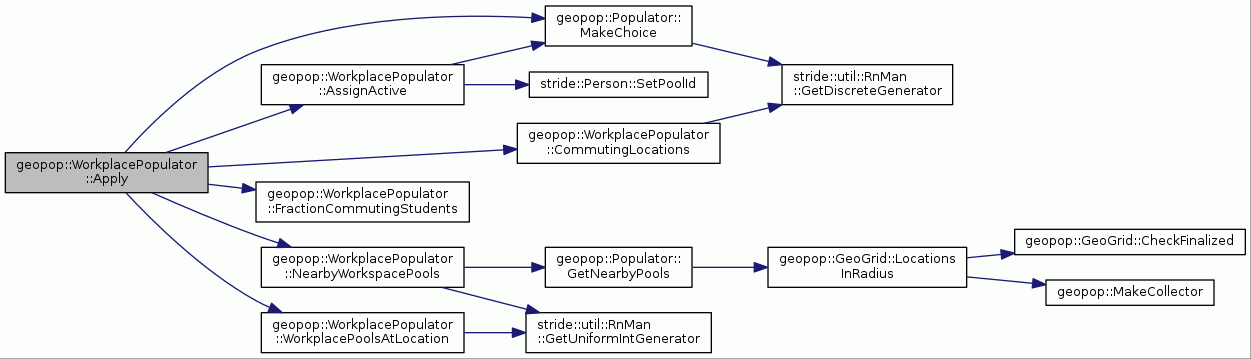 geopop::Populator::
MakeChoice
geopop::WorkplacePopulator
::AssignActive
stride::Person::SetPoolId
stride::util::RnMan
::GetDiscreteGenerator
geopop::WorkplacePopulator
::CommutingLocations
geopop::WorkplacePopulator
::Apply
geopop::WorkplacePopulator
::FractionCommutingStudents
geopop::WorkplacePopulator
::NearbyWorkspacePools
geopop::Populator::
GetNearbyPools
geopop::GeoGrid::Locations
InRadius
geopop::GeoGrid::CheckFinalized
geopop::MakeCollector
geopop::WorkplacePopulator
::WorkplacePoolsAtLocation
stride::util::RnMan
::GetUniformIntGenerator